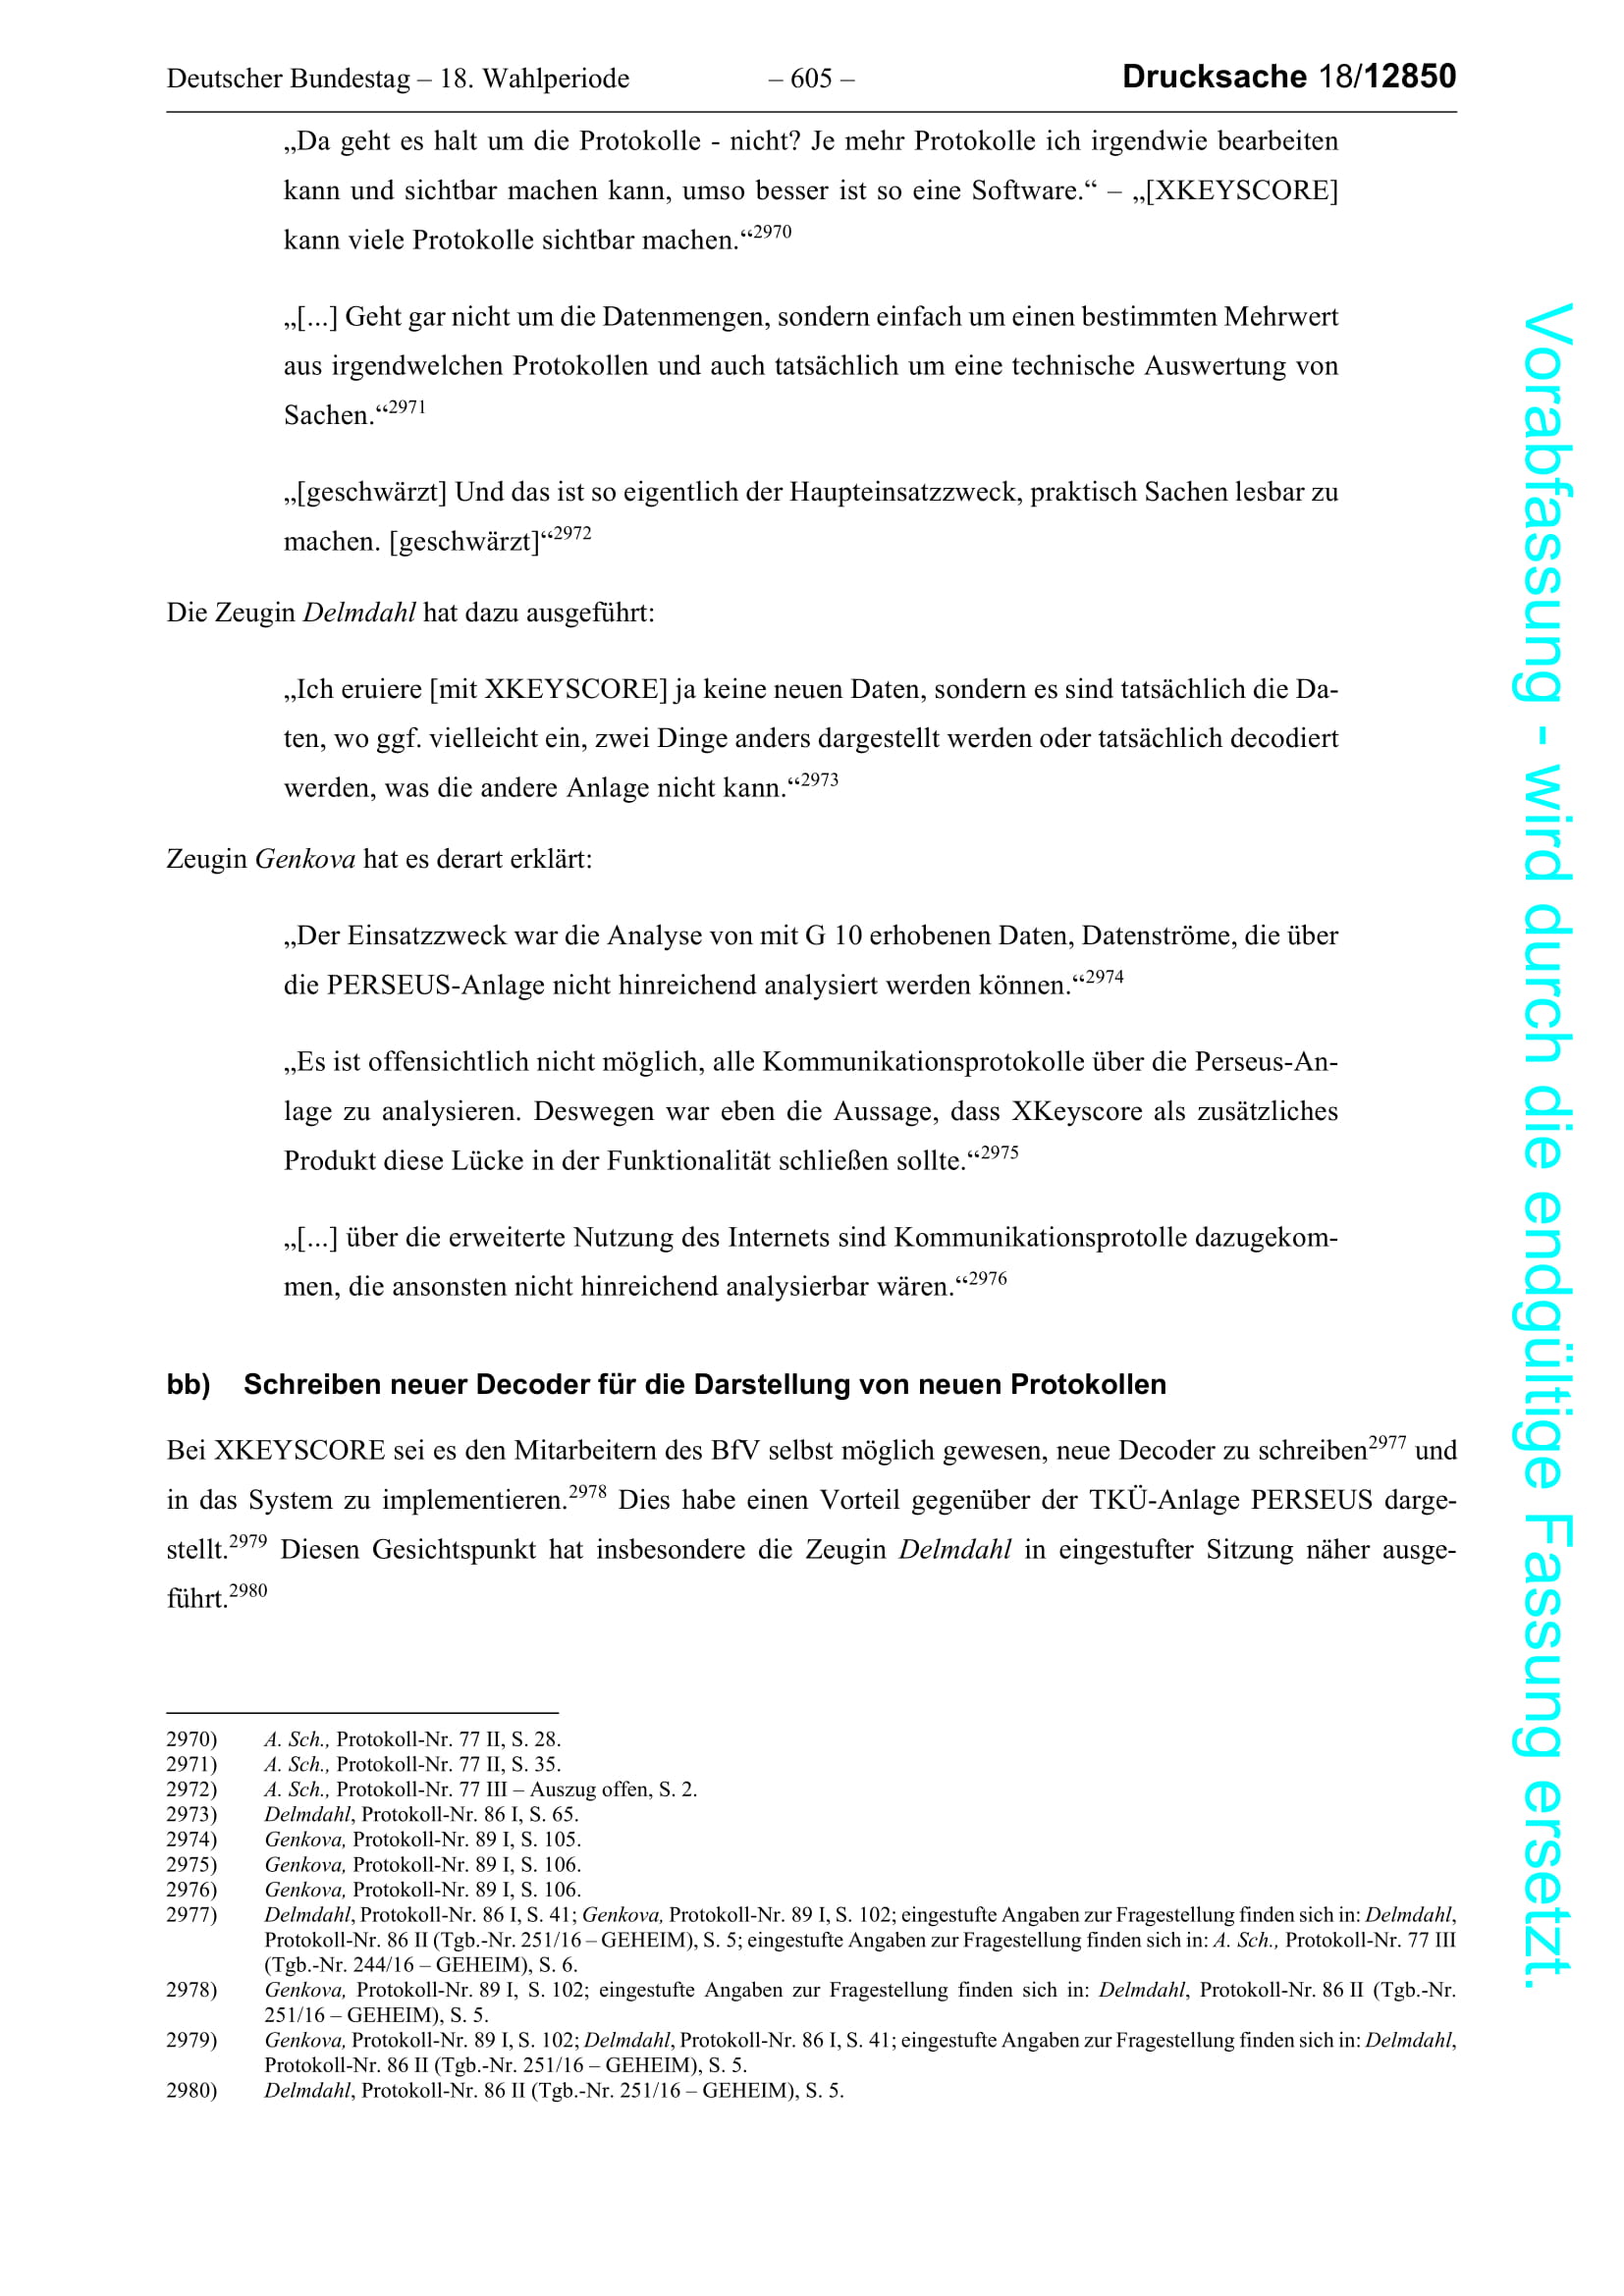 Deutscher Bundestag – 18. Wahlperiode – 605 – Drucksache 18/12850
„Da geht es halt um die Protokolle - nicht? Je mehr Protokolle ich irgendwie bearbeiten
kann und sichtbar machen kann, umso besser ist so eine Software.“ – „[XKEYSCORE]
kann viele Protokolle sichtbar machen.“2970
„[...] Geht gar nicht um die Datenmengen, sondern einfach um einen bestimmten Mehrwert
aus irgendwelchen Protokollen und auch tatsächlich um eine technische Auswertung von
Sachen.“2971
„[geschwärzt] Und das ist so eigentlich der Haupteinsatzzweck, praktisch Sachen lesbar zu
machen. [geschwärzt]“2972
Die Zeugin Delmdahl hat dazu ausgeführt:
„Ich eruiere [mit XKEYSCORE] ja keine neuen Daten, sondern es sind tatsächlich die Da-
ten, wo ggf. vielleicht ein, zwei Dinge anders dargestellt werden oder tatsächlich decodiert
werden, was die andere Anlage nicht kann.“2973
Zeugin Genkova hat es derart erklärt:
„Der Einsatzzweck war die Analyse von mit G 10 erhobenen Daten, Datenströme, die über
die PERSEUS-Anlage nicht hinreichend analysiert werden können.“2974
„Es ist offensichtlich nicht möglich, alle Kommunikationsprotokolle über die Perseus-An-
lage zu analysieren. Deswegen war eben die Aussage, dass XKeyscore als zusätzliches
Produkt diese Lücke in der Funktionalität schließen sollte.“2975
„[...] über die erweiterte Nutzung des Internets sind Kommunikationsprotolle dazugekom-
men, die ansonsten nicht hinreichend analysierbar wären.“2976
bb) Schreiben neuer Decoder für die Darstellung von neuen Protokollen
Bei XKEYSCORE sei es den Mitarbeitern des BfV selbst möglich gewesen, neue Decoder zu schreiben2977 und
in das System zu implementieren.2978 Dies habe einen Vorteil gegenüber der TKÜ-Anlage PERSEUS darge-
stellt.2979 Diesen Gesichtspunkt hat insbesondere die Zeugin Delmdahl in eingestufter Sitzung näher ausge-
führt.2980
2970) A. Sch., Protokoll-Nr. 77 II, S. 28.
2971) A. Sch., Protokoll-Nr. 77 II, S. 35.
2972) A. Sch., Protokoll-Nr. 77 III – Auszug offen, S. 2.
2973) Delmdahl, Protokoll-Nr. 86 I, S. 65.
2974) Genkova, Protokoll-Nr. 89 I, S. 105.
2975) Genkova, Protokoll-Nr. 89 I, S. 106.
2976) Genkova, Protokoll-Nr. 89 I, S. 106.
2977) Delmdahl, Protokoll-Nr. 86 I, S. 41; Genkova, Protokoll-Nr. 89 I, S. 102; eingestufte Angaben zur Fragestellung finden sich in: Delmdahl,
Protokoll-Nr. 86 II (Tgb.-Nr. 251/16 – GEHEIM), S. 5; eingestufte Angaben zur Fragestellung finden sich in: A. Sch., Protokoll-Nr. 77 III
(Tgb.-Nr. 244/16 – GEHEIM), S. 6.
2978) Genkova, Protokoll-Nr. 89 I, S. 102; eingestufte Angaben zur Fragestellung finden sich in: Delmdahl, Protokoll-Nr. 86 II (Tgb.-Nr.
251/16 – GEHEIM), S. 5.
2979) Genkova, Protokoll-Nr. 89 I, S. 102; Delmdahl, Protokoll-Nr. 86 I, S. 41; eingestufte Angaben zur Fragestellung finden sich in: Delmdahl,
Protokoll-Nr. 86 II (Tgb.-Nr. 251/16 – GEHEIM), S. 5.
2980) Delmdahl, Protokoll-Nr. 86 II (Tgb.-Nr. 251/16 – GEHEIM), S. 5.
Vorabfassung - wird durch die endgültige Fassung ersetzt.